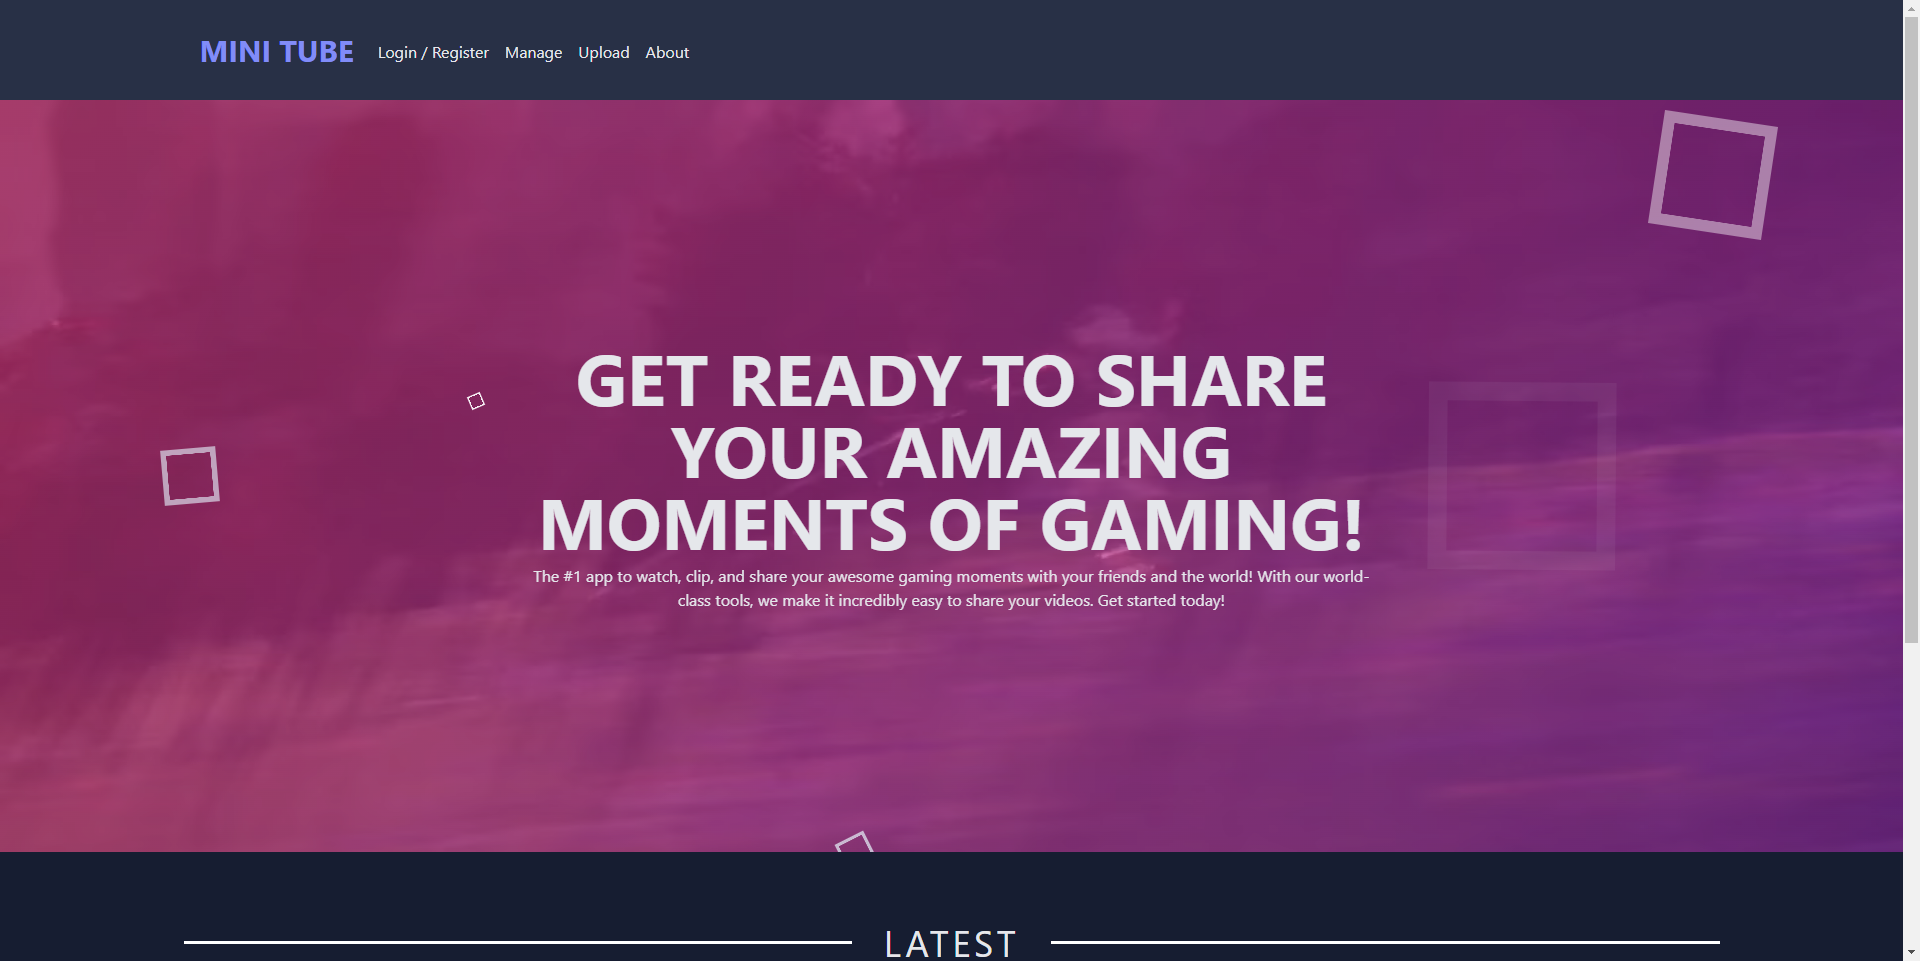 MINI TUBE Login / Register Manage Upload About
GET READY TO SHARE
YOUR AMAZING
MOMENTS OF GAMING!
The #1 app to watch, clip, and share your awesome gaming moments with your friends and the world! With our world-
class tools, we make it incredibly easy to share your videos. Get started today!
LATEST